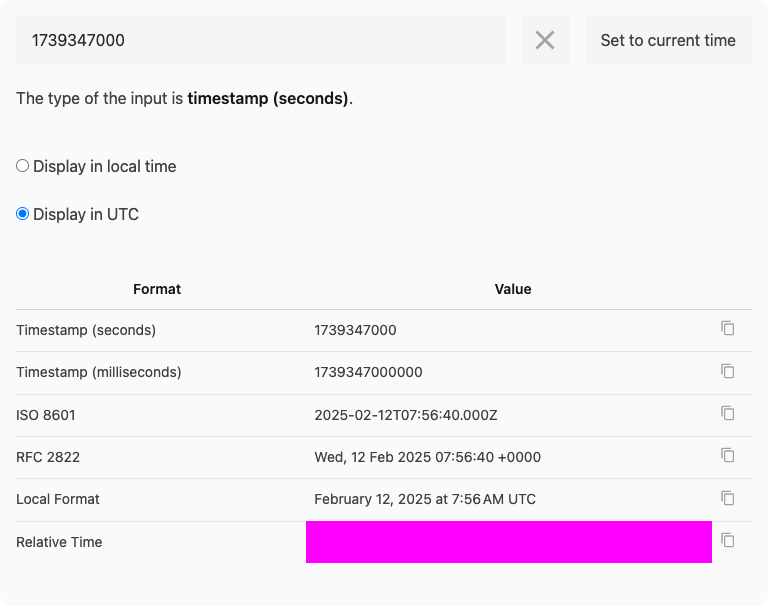 1739347000
Set to current time
The type of the input is timestamp (seconds).
Display in local time
Display in UTC
Format Value
Timestamp (seconds) 1739347000
Timestamp (milliseconds) 1739347000000
ISO 8601 2025-02-12T07:56:40.000Z
RFC 2822 Wed, 12 Feb 2025 07:56:40 +0000
Local Format February 12, 2025 at 7:56 AM UTC
Relative Time